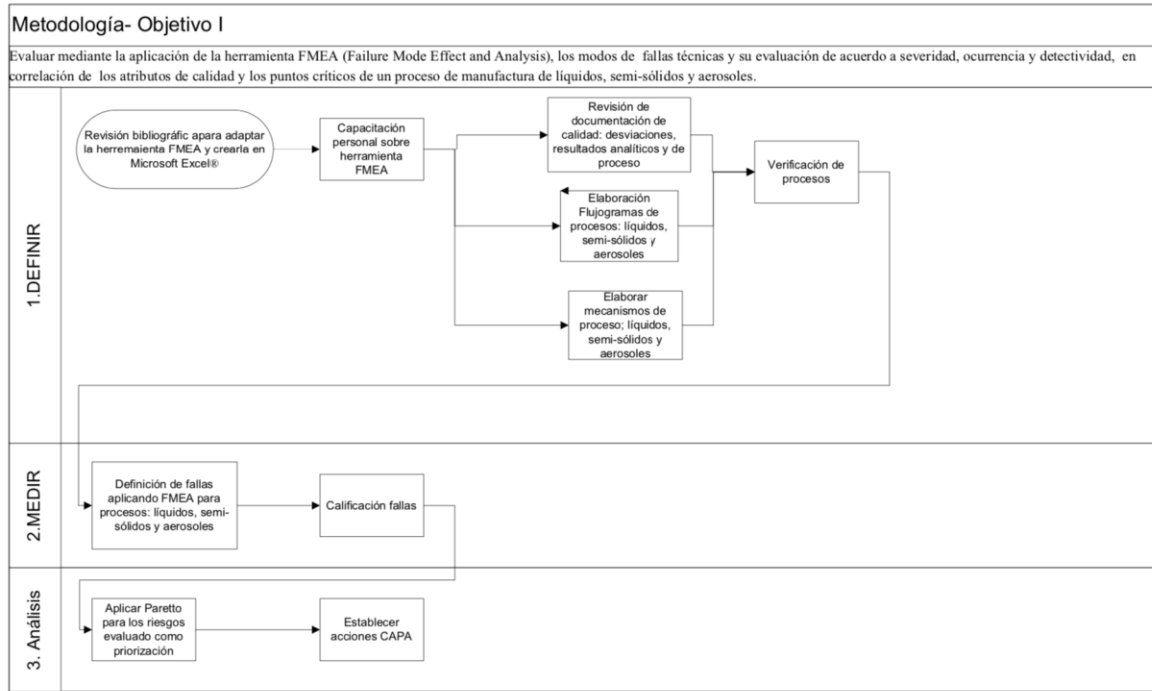 Metodología- Objetivo I
Evaluar mediante la aplicación de la herramienta FMEA (Failure Mode Effect and Analysis), los modos de fallas técnicas y su evaluación de acuerdo a severidad, ocurrencia y detectividad, en
correlación de los atributos de calidad y los puntos críticos de un proceso de manufactura de líquidos, semi-sólidos y aerosoles.
1.DEFINIR
Revisión bibliográfic apara adaptar
la herremaienta FMEA y crearla en
Microsoft Excel®
Capacitación
personal sobre
herramienta
FMEA
Revisión de
documentación de
calidad: desviaciones,
resultados analíticos y de
proceso
Elaboración
Flujogramas de
procesos: líquidos,
semi-sólidos y
aerosoles
Elaborar
mecanismos de
proceso; líquidos,
semi-sólidos y
aerosoles
Verificación de
procesos
2.MEDIR
Definición de fallas
aplicando FMEA para
procesos: líquidos, semi-
sólidos y aerosoles
Calificación fallas
3. Análisis
Aplicar Paretto
para los riesgos
evaluado como
priorización
Establecer
acciones CAPA